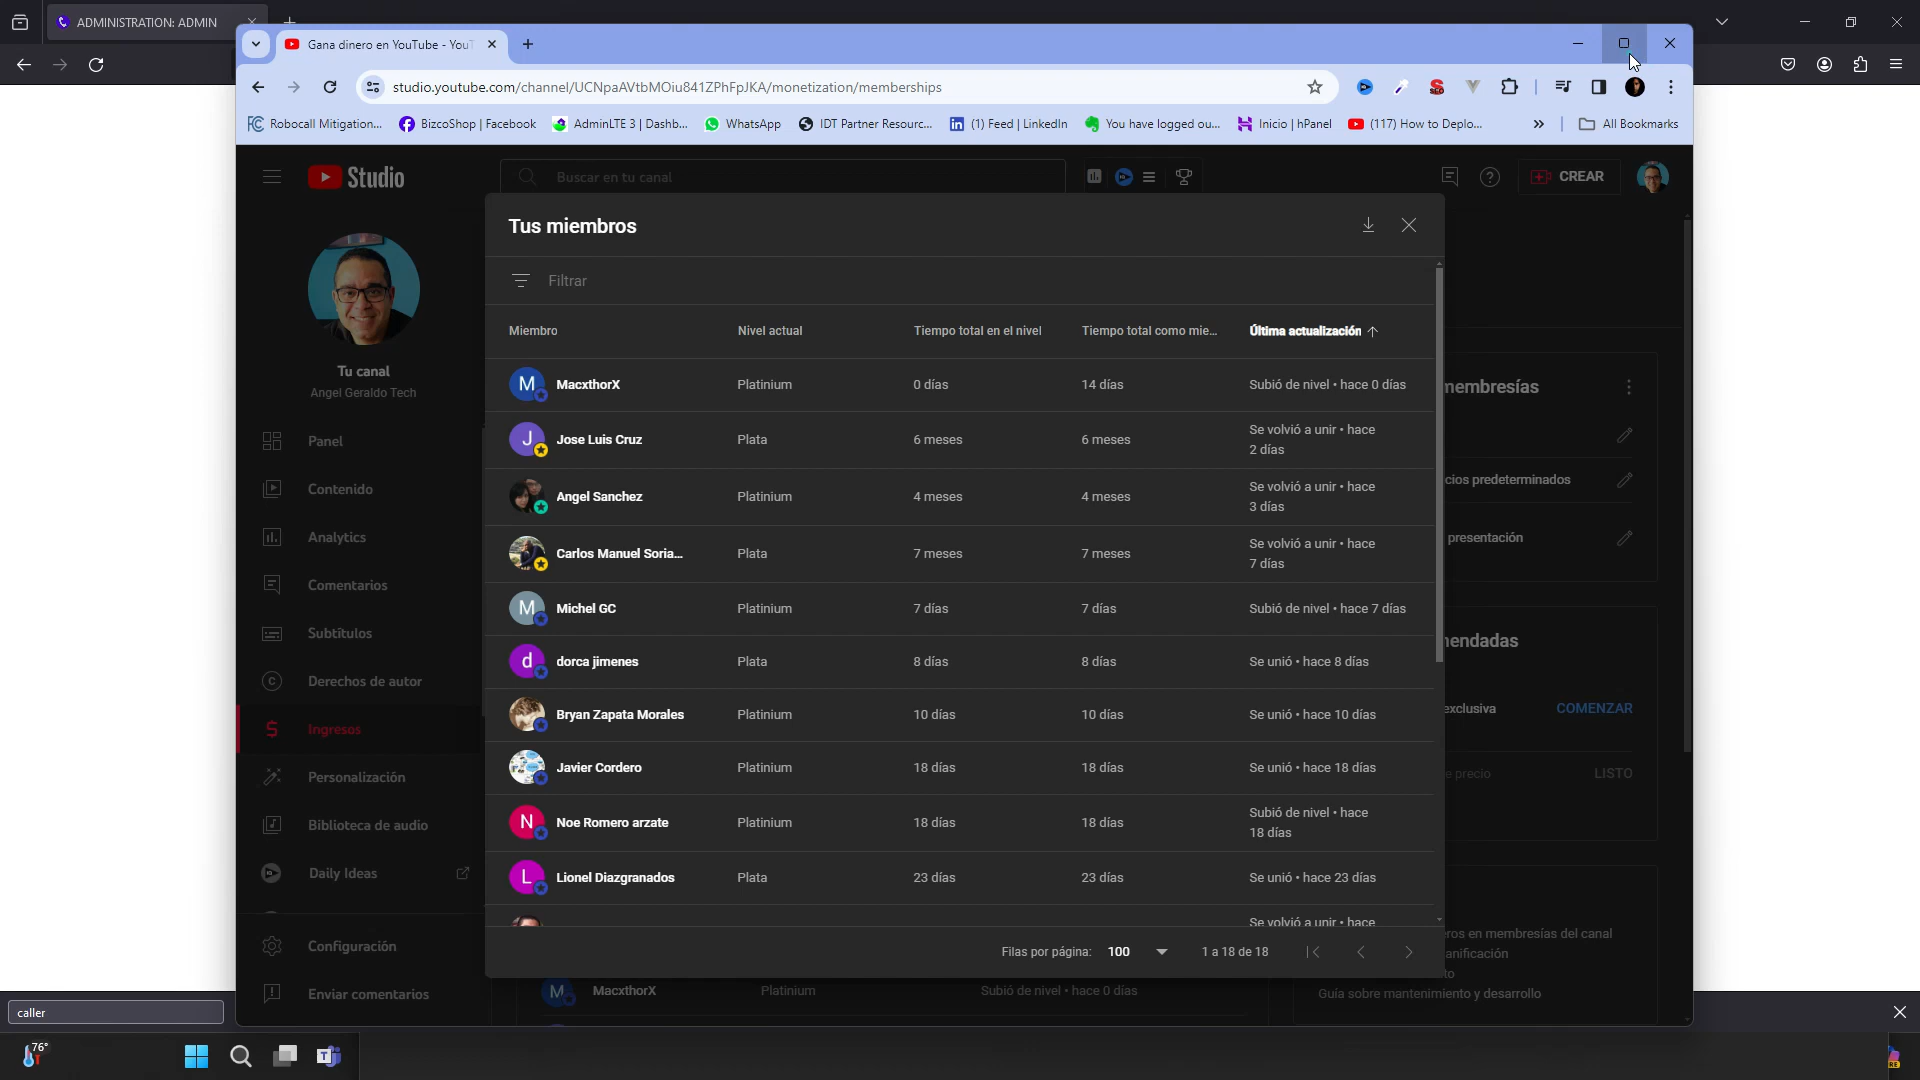 ADMINISTRATION: ADMIN
Gana dinero en YouTube - YouT
studio.youtube.com/channel/UCNpaAVtbMOiu841ZPhFpJKA/monetization/memberships
Robocall Mitigation...
BizcoShop | Facebook
AdminLTE 3 | Dashb...
WhatsApp
IDT Partner Resourc...
(1) Feed | LinkedIn
You have logged ou...
Inicio | hPanel
(117) How to Deplo...
»
All Bookmarks
Studio
Buscar en tu canal
CREAR
Tus miembros
Filtrar
Miembro Nivel actual Tiempo total en el nivel Tiempo total como mie... Última actualización
MacxthorX Platinium 0 días 14 días Subió de nivel • hace 0 días
Jose Luis Cruz Plata 6 meses 6 meses Se volvió a unir • hace
2 días
Angel Sanchez Platinium 4 meses 4 meses Se volvió a unir • hace
3 días
Carlos Manuel Soria... Plata 7 meses 7 meses Se volvió a unir • hace
7 días
Michel GC Platinium 7 días 7 días Subió de nivel • hace 7 días
dorca jimenes Plata 8 días 8 días Se unió • hace 8 días
Bryan Zapata Morales Platinium 10 días 10 días Se unió • hace 10 días
Javier Cordero Platinium 18 días 18 días Se unió • hace 18 días
Noe Romero arzate Platinium 18 días 18 días Subió de nivel • hace
18 días
Lionel Diazgranados Plata 23 días 23 días Se unió • hace 23 días
Se volvió a unir • hace
Filas por página: 100 1 a 18 de 18
Tu canal
Angel Geraldo Tech
Panel
Contenido
Analytics
Comentarios
Subtítulos
Derechos de autor
Ingresos
Personalización
Biblioteca de audio
Daily Ideas
Configuración
Enviar comentarios
membresías
cios predeterminados
presentación
mendadas
exclusiva COMENZAR
e precio LISTO
ros en membresías del canal
anificación
to
Guía sobre mantenimiento y desarrollo
MacxthorX Platinium Subió de nivel • hace 0 días
caller
76°